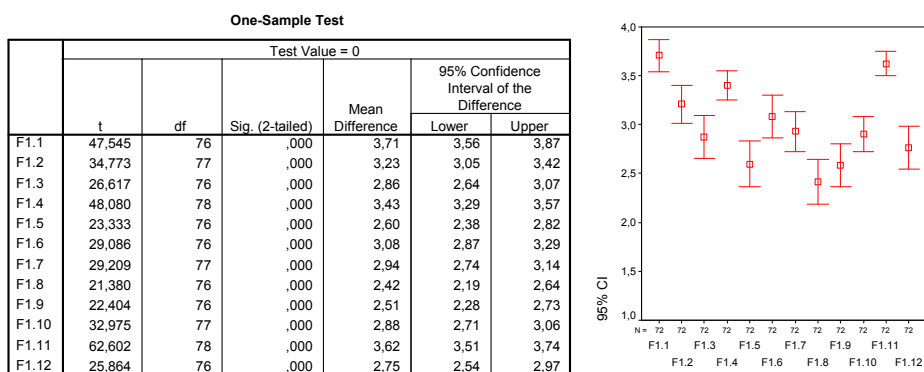 One-Sample Test
Test Value = 0
95% Confidence
Interval of the
Difference
Mean
t df Sig. (2-tailed) Difference Lower Upper
F1.1 47,545 76 ,000 3,71 3,56 3,87
F1.2 34,773 77 ,000 3,23 3,05 3,42
F1.3 26,617 76 ,000 2,86 2,64 3,07
F1.4 48,080 78 ,000 3,43 3,29 3,57
F1.5 23,333 76 ,000 2,60 2,38 2,82
F1.6 29,086 76 ,000 3,08 2,87 3,29
F1.7 29,209 77 ,000 2,94 2,74 3,14
F1.8 21,380 76 ,000 2,42 2,19 2,64
F1.9 22,404 76 ,000 2,51 2,28 2,73
F1.10 32,975 77 ,000 2,88 2,71 3,06
F1.11 62,602 78 ,000 3,62 3,51 3,74
F1.12 25,864 76 ,000 2,75 2,54 2,97
4,0
3,5
3,0
2,5
2,0
1,5
1,0
95% CI
N = 72 72 72 72 72 72 72 72 72 72 72 72
F1.1 F1.3 F1.5 F1.7 F1.9 F1.11
F1.2 F1.4 F1.6 F1.8 F1.10 F1.12